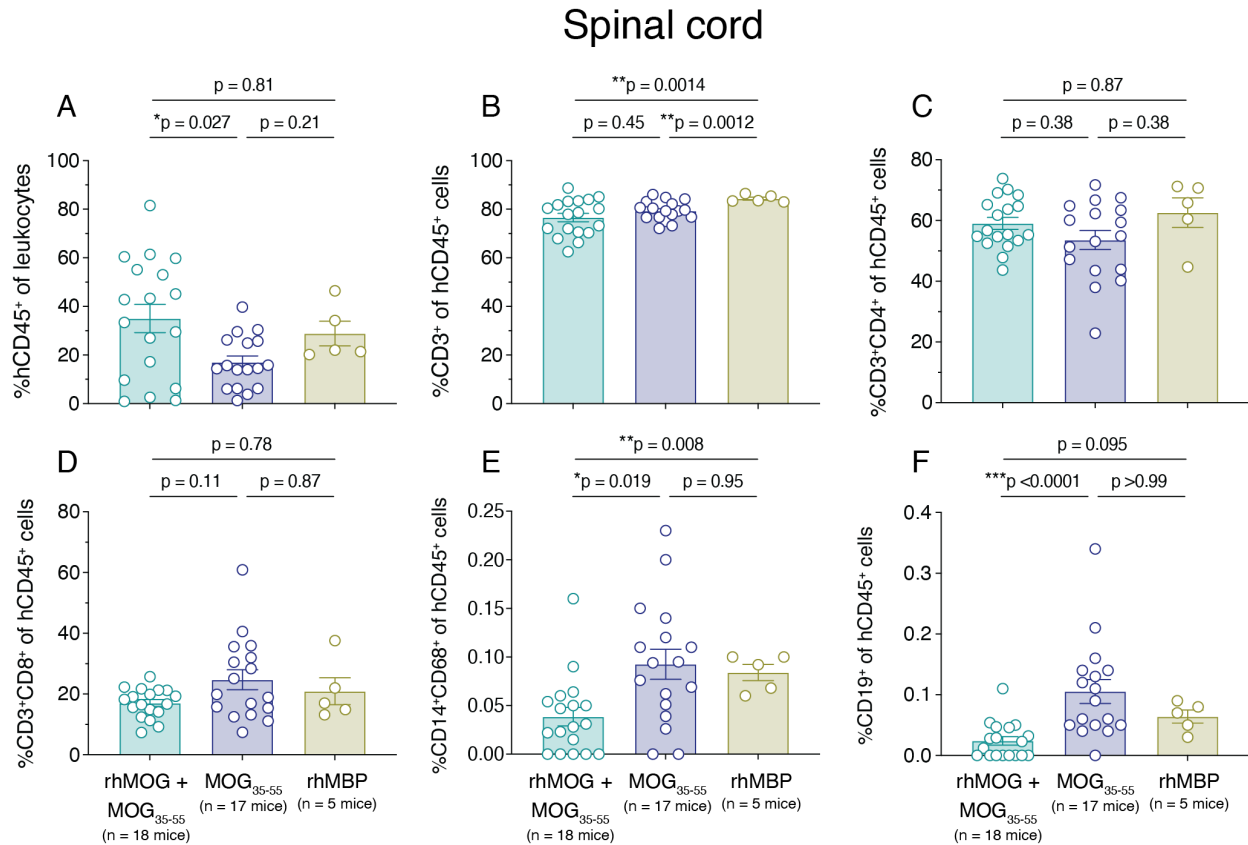 Spinal cord
A
p = 0.81
*p = 0.027
p = 0.21
%hCD45⁺ of leukocytes
100
80
60
40
20
0
B
**p = 0.0014
p = 0.45
**p = 0.0012
%CD3⁺ of hCD45⁺ cells
100
80
60
40
20
0
C
p = 0.87
p = 0.38
p = 0.38
%CD3⁺CD4⁺ of hCD45⁺ cells
80
60
40
20
0
D
p = 0.78
p = 0.11
p = 0.87
%CD3⁺CD8⁺ of hCD45⁺ cells
80
60
40
20
0
rhMOG +
MOG₃₅₋₅₅
(n = 18 mice)
MOG₃₅₋₅₅
(n = 17 mice)
rhMBP
(n = 5 mice)
E
**p = 0.008
*p = 0.019
p = 0.95
%CD14⁺CD68⁺ of hCD45⁺ cells
0.25
0.20
0.15
0.10
0.05
0.00
rhMOG +
MOG₃₅₋₅₅
(n = 18 mice)
MOG₃₅₋₅₅
(n = 17 mice)
rhMBP
(n = 5 mice)
F
p = 0.095
***p <0.0001
p >0.99
%CD19⁺ of hCD45⁺ cells
0.4
0.3
0.2
0.1
0.0
rhMOG +
MOG₃₅₋₅₅
(n = 18 mice)
MOG₃₅₋₅₅
(n = 17 mice)
rhMBP
(n = 5 mice)